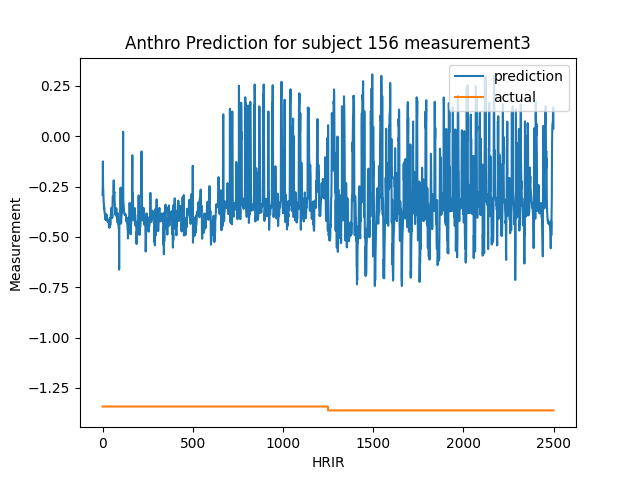 Anthro Prediction for subject 156 measurement3
prediction
actual
0.25
0.00
−0.25
−0.50
−0.75
−1.00
−1.25
Measurement
0 500 1000 1500 2000 2500
HRIR